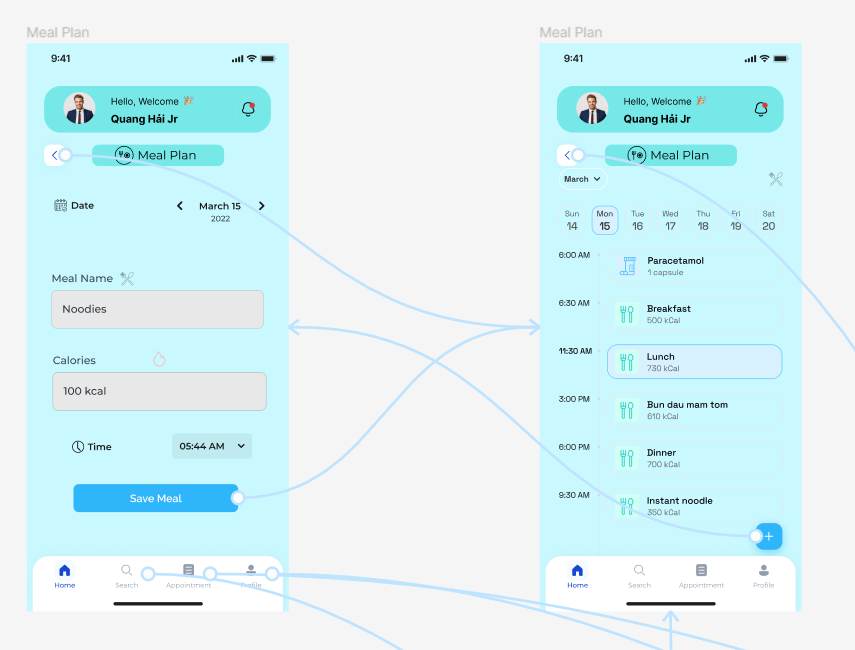 Meal Plan
9:41
Hello, Welcome 🎉
Quang Hải Jr
Meal Plan
Date
March 15
2022
Meal Name
Noodies
Calories
100 kcal
Time
05:44 AM
Save Meal
Home
Search
Appointment
Profile
Meal Plan
9:41
Hello, Welcome 🎉
Quang Hải Jr
Meal Plan
March
Sun Mon Tue Wed Thu Fri Sat
14 15 16 17 18 19 20
6:00 AM
Paracetamol
1 capsule
6:30 AM
Breakfast
500 kCal
11:30 AM
Lunch
730 kCal
3:00 PM
Bun dau mam tom
610 kCal
6:00 PM
Dinner
700 kCal
9:30 AM
Instant noodle
350 kCal
+
Home
Search
Appointment
Profile